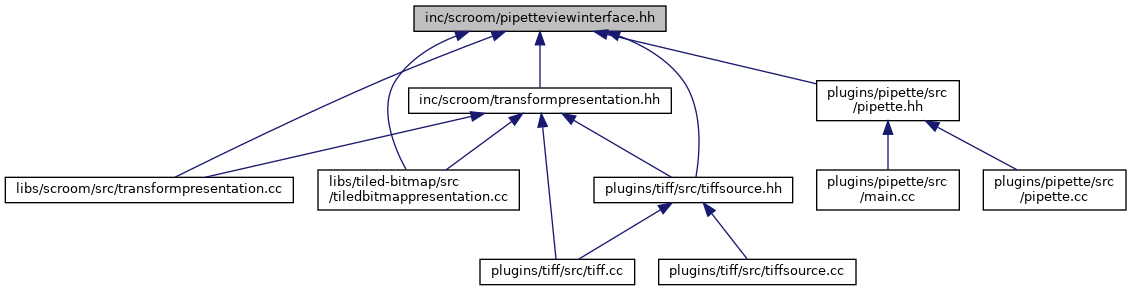 inc/scroom/pipetteviewinterface.hh
inc/scroom/transformpresentation.hh
plugins/pipette/src
/pipette.hh
libs/scroom/src/transformpresentation.cc
libs/tiled-bitmap/src
/tiledbitmappresentation.cc
plugins/tiff/src/tiffsource.hh
plugins/pipette/src
/main.cc
plugins/pipette/src
/pipette.cc
plugins/tiff/src/tiff.cc
plugins/tiff/src/tiffsource.cc